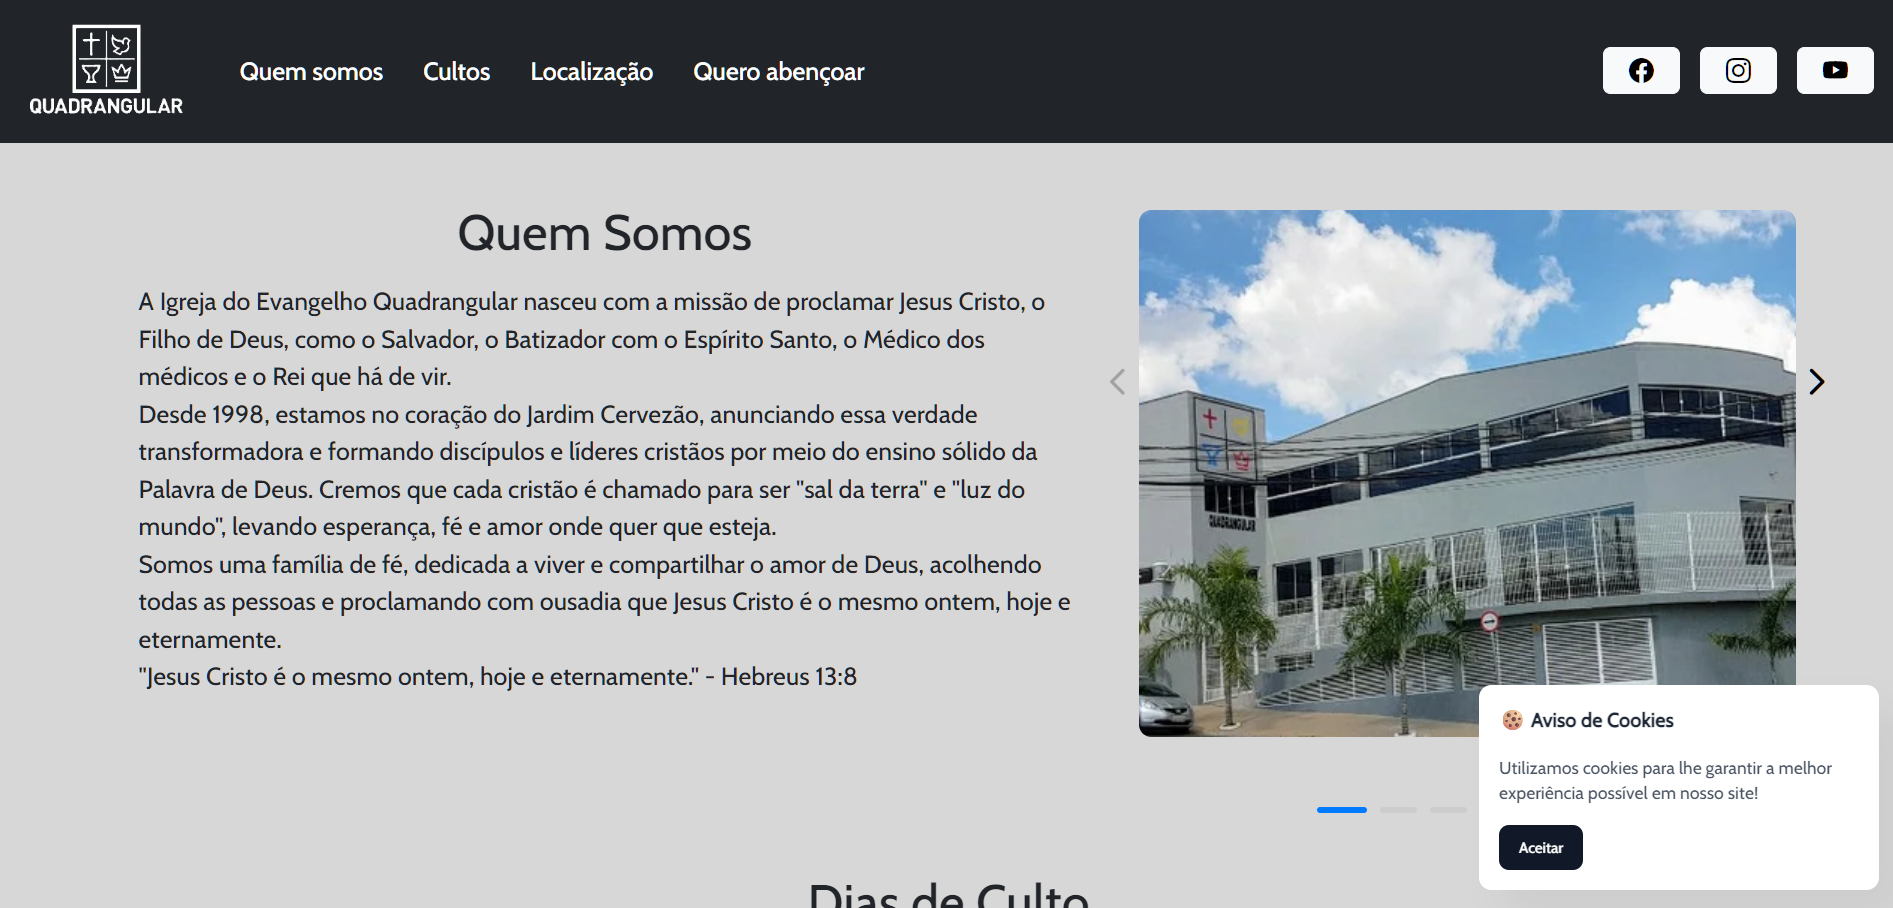 QUADRANGULAR
Quem somos
Cultos
Localização
Quero abençoar
Quem Somos
A Igreja do Evangelho Quadrangular nasceu com a missão de proclamar Jesus Cristo, o
Filho de Deus, como o Salvador, o Batizador com o Espírito Santo, o Médico dos
médicos e o Rei que há de vir.
Desde 1998, estamos no coração do Jardim Cervezão, anunciando essa verdade
transformadora e formando discípulos e líderes cristãos por meio do ensino sólido da
Palavra de Deus. Cremos que cada cristão é chamado para ser "sal da terra" e "luz do
mundo", levando esperança, fé e amor onde quer que esteja.
Somos uma família de fé, dedicada a viver e compartilhar o amor de Deus, acolhendo
todas as pessoas e proclamando com ousadia que Jesus Cristo é o mesmo ontem, hoje e
eternamente.
"Jesus Cristo é o mesmo ontem, hoje e eternamente." - Hebreus 13:8
QUADRANGULAR
Aviso de Cookies
Utilizamos cookies para lhe garantir a melhor
experiência possível em nosso site!
Aceitar
Dias de Culto